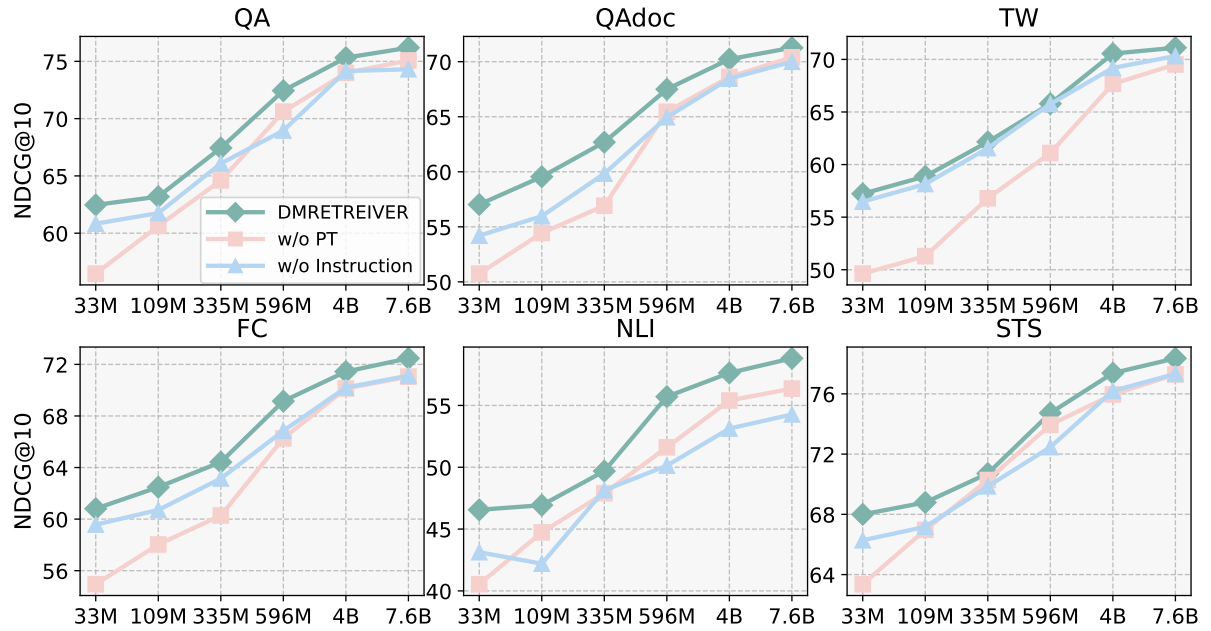 QA
QAdoc
TW
NDCG@10
75
70
65
60
70
65
60
55
50
70
65
60
55
50
DMRETREIVER
w/o PT
w/o Instruction
33M 109M 335M 596M 4B 7.6B
33M 109M 335M 596M 4B 7.6B
33M 109M 335M 596M 4B 7.6B
FC
NLI
STS
NDCG@10
72
68
64
60
56
55
50
45
40
76
72
68
64
33M 109M 335M 596M 4B 7.6B
33M 109M 335M 596M 4B 7.6B
33M 109M 335M 596M 4B 7.6B